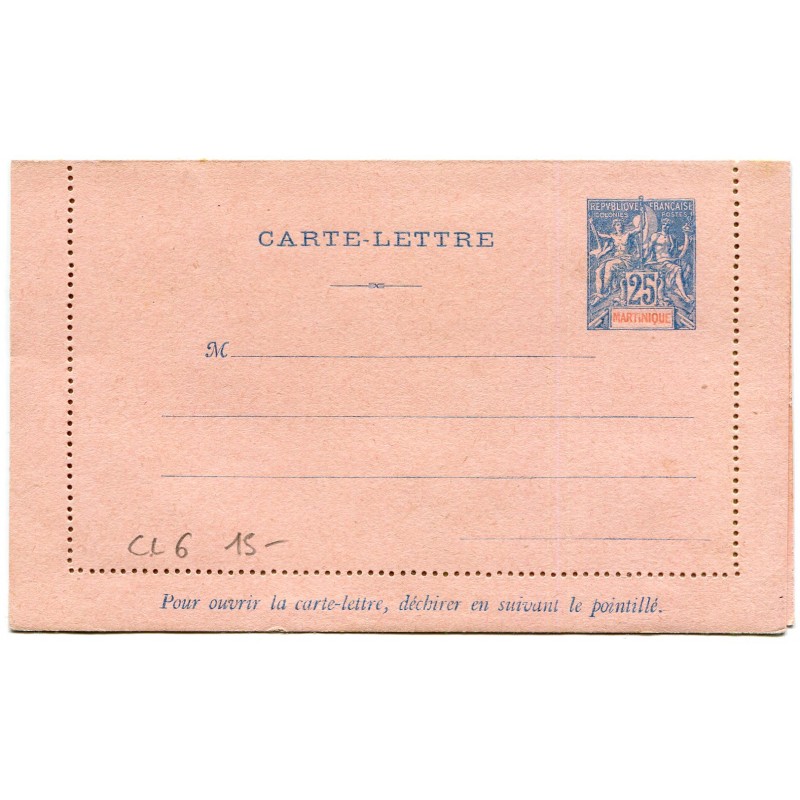 REPVBLIQVE FRANÇAISE
COLONIES POSTES
CARTE-LETTRE
25
MARTINIQUE
M
CL 6 15-
Pour ouvrir la carte-lettre, déchirer en suivant le pointillé.